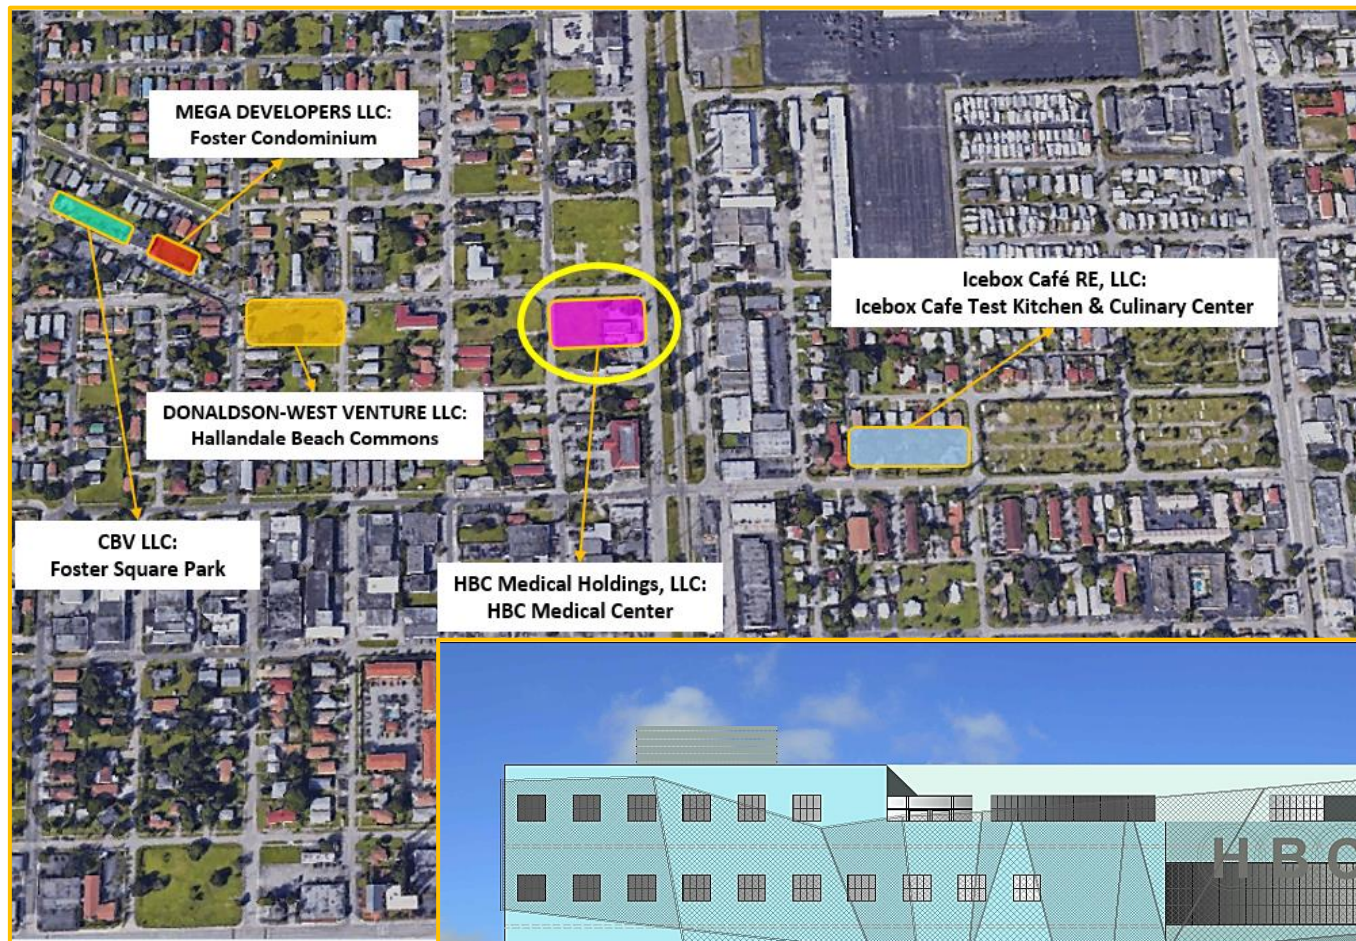 MEGA DEVELOPERS LLC:
Foster Condominium
Icebox Café RE, LLC:
Icebox Cafe Test Kitchen & Culinary Center
DONALDSON-WEST VENTURE LLC:
Hallandale Beach Commons
CBV LLC:
Foster Square Park
HBC Medical Holdings, LLC:
HBC Medical Center
HBC